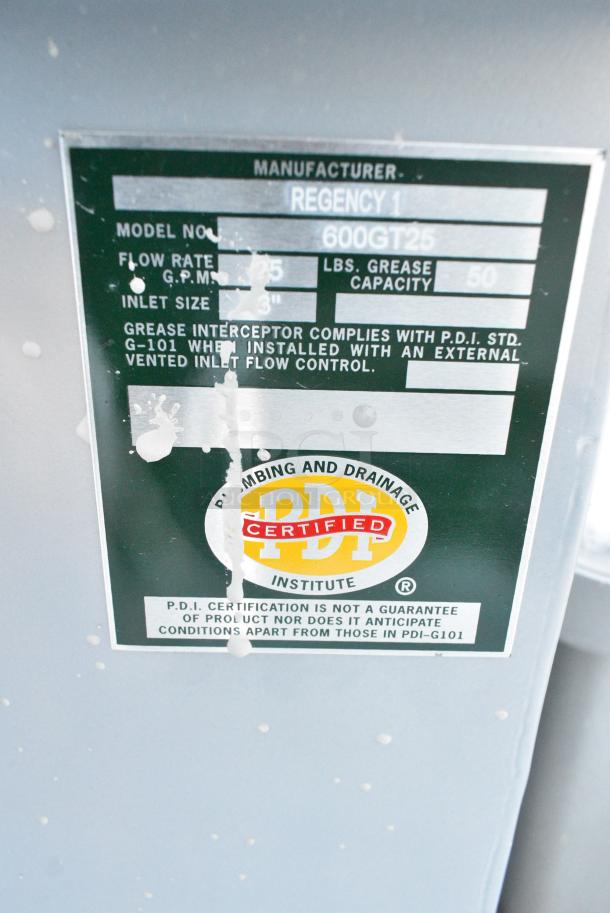 MANUFACTURER
REGENCY 1
MODEL NO. 600GT25
FLOW RATE G.P.M. 25 LBS. GREASE CAPACITY 50
INLET SIZE 3"
GREASE INTERCEPTOR COMPLIES WITH P.D.I. STD.
G-101 WHEN INSTALLED WITH AN EXTERNAL
VENTED INLET FLOW CONTROL.
PLUMBING AND DRAINAGE
PDI
CERTIFIED
INSTITUTE ®
P.D.I. CERTIFICATION IS NOT A GUARANTEE
OF PRODUCT NOR DOES IT ANTICIPATE
CONDITIONS APART FROM THOSE IN PDI-G101